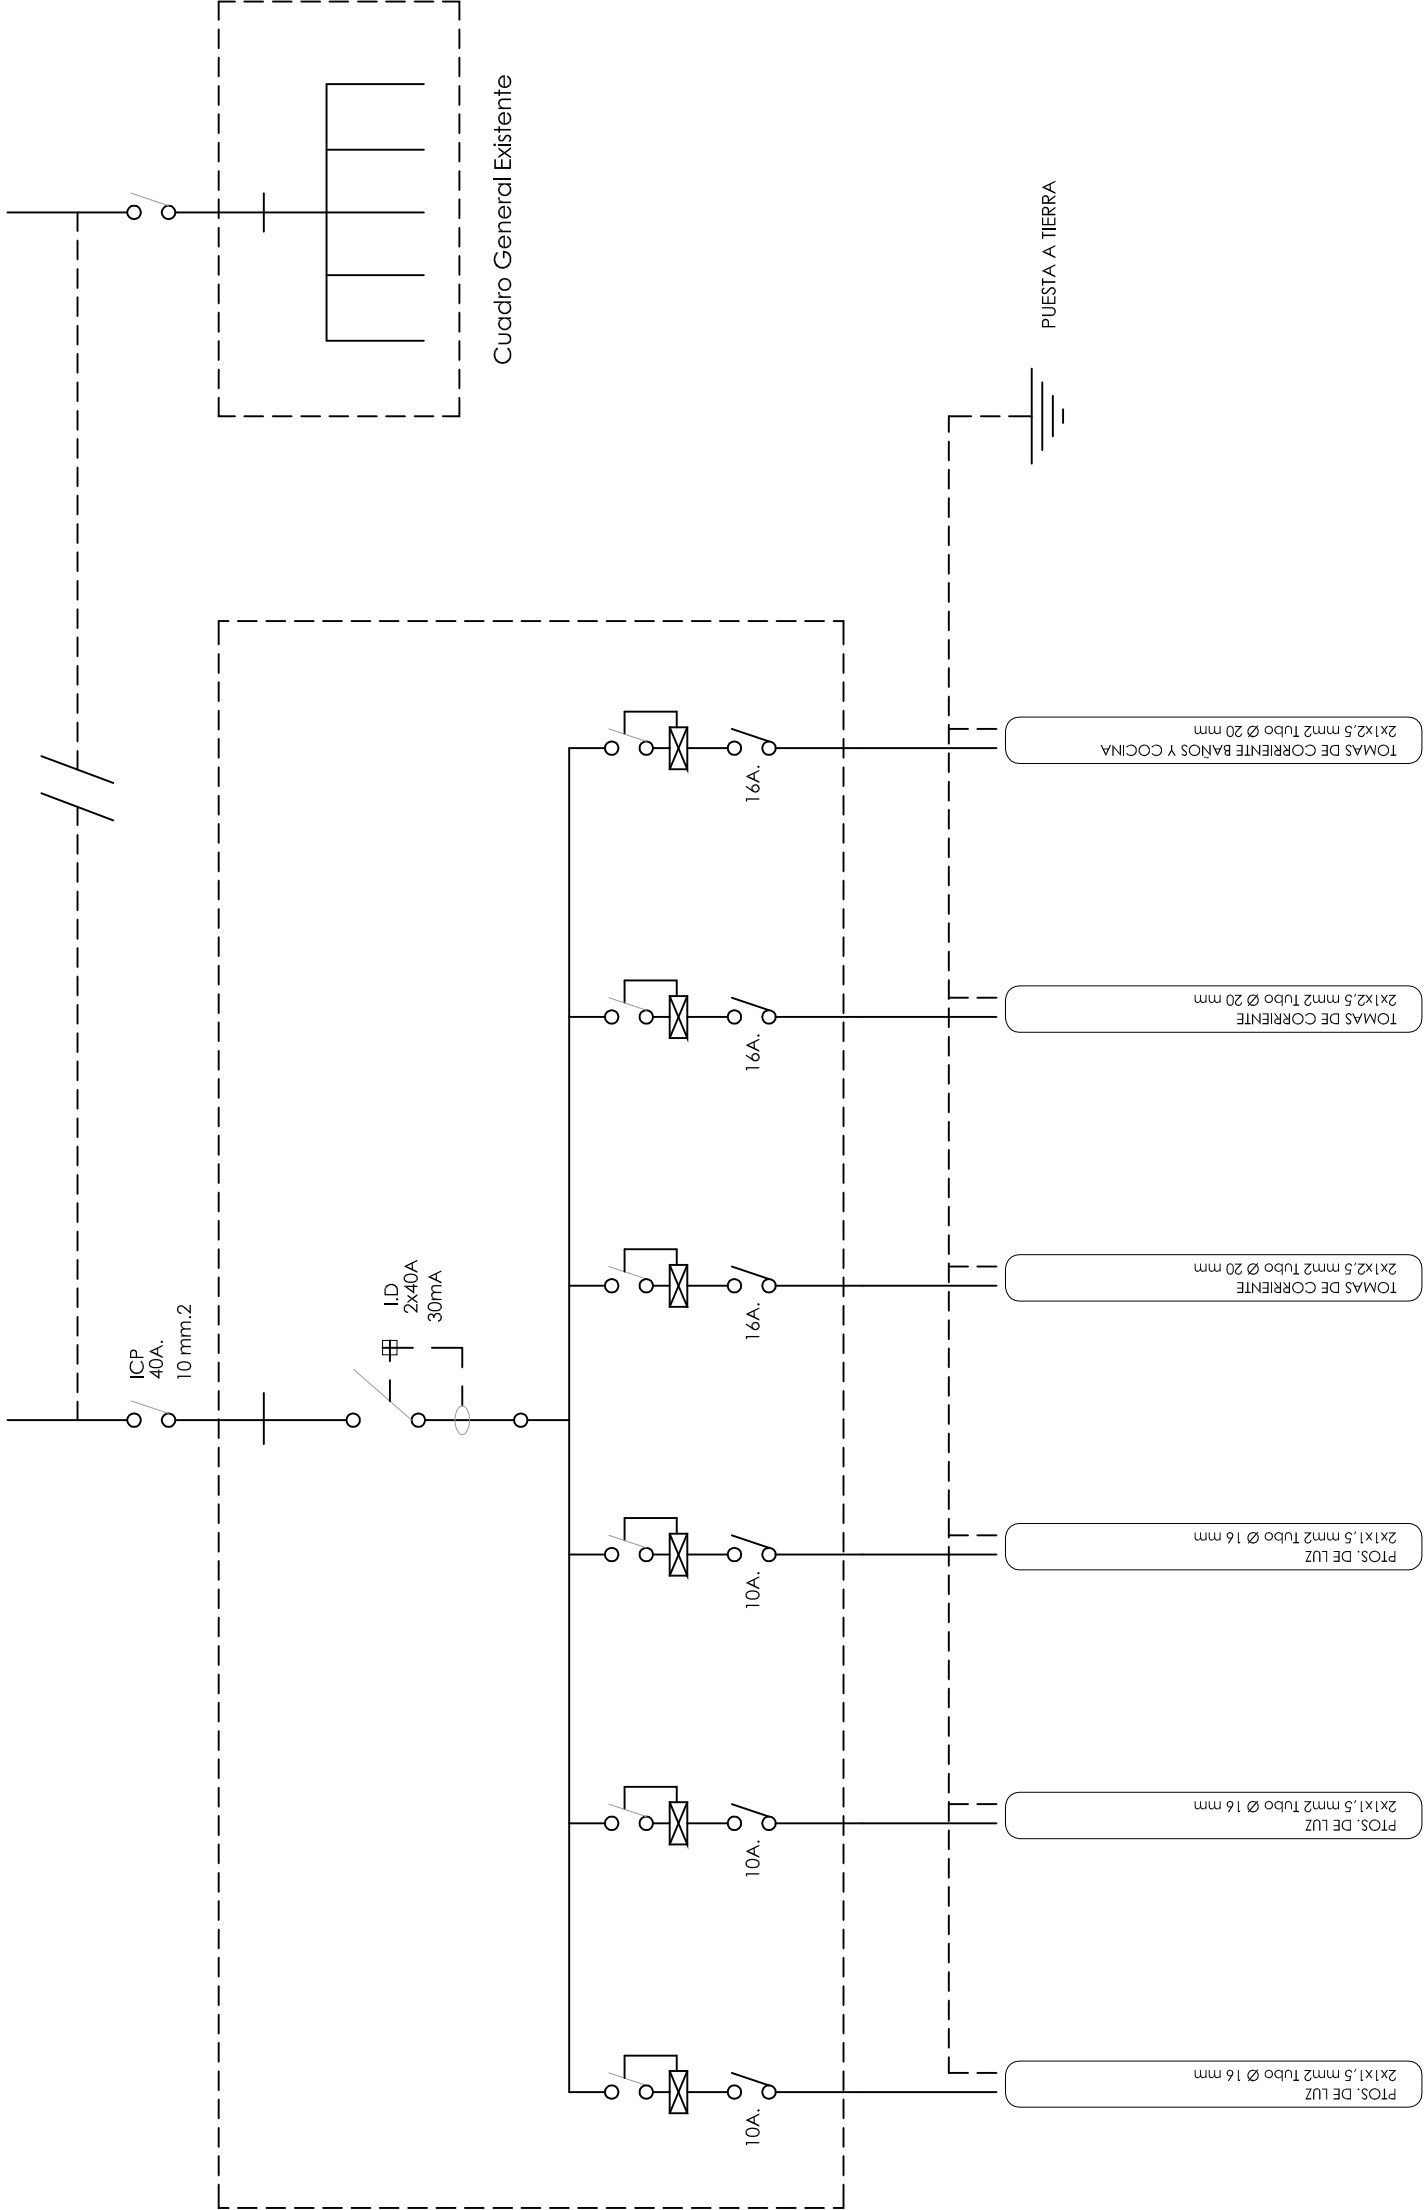 Cuadro General Existente
PUESTA A TIERRA
ICP
40A.
10 mm.2
I.D
2x40A
30mA
16A.
TOMAS DE CORRIENTE BAÑOS Y COCINA
2x1x2,5 mm2 Tubo Ø 20 mm
16A.
TOMAS DE CORRIENTE
2x1x2,5 mm2 Tubo Ø 20 mm
16A.
TOMAS DE CORRIENTE
2x1x2,5 mm2 Tubo Ø 20 mm
10A.
PTOS. DE LUZ
2x1x1,5 mm2 Tubo Ø 16 mm
10A.
PTOS. DE LUZ
2x1x1,5 mm2 Tubo Ø 16 mm
10A.
PTOS. DE LUZ
2x1x1,5 mm2 Tubo Ø 16 mm